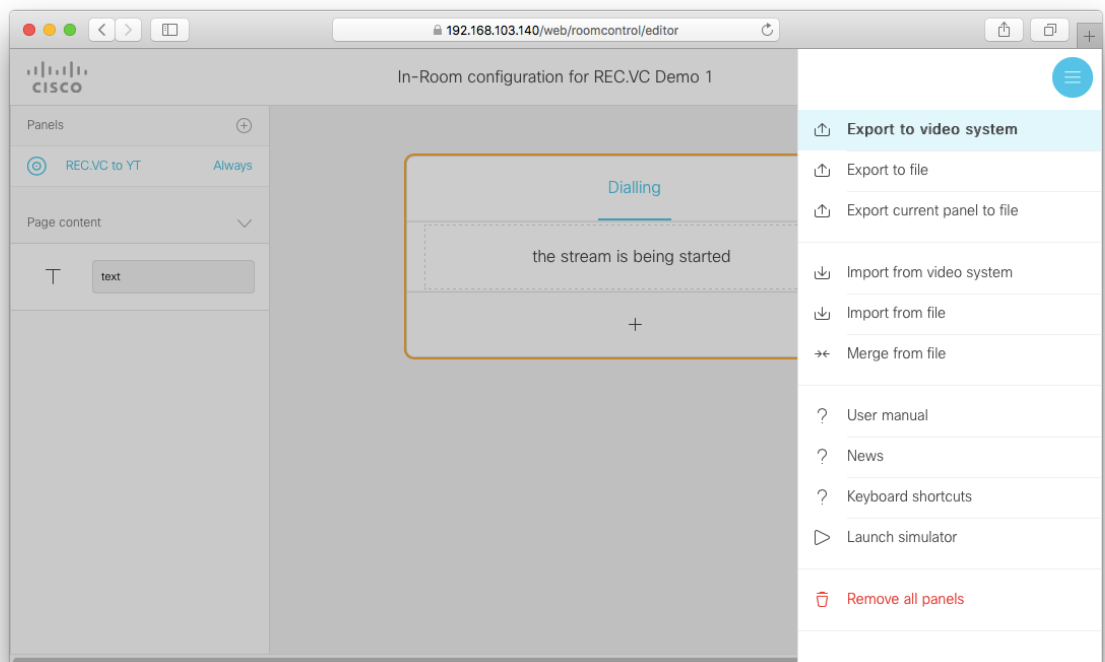 192.168.103.140/web/roomcontrol/editor
CISCO
In-Room configuration for REC.VC Demo 1
Panels
REC.VC to YT Always
Page content
text
Dialling
the stream is being started
Export to video system
Export to file
Export current panel to file
Import from video system
Import from file
Merge from file
User manual
News
Keyboard shortcuts
Launch simulator
Remove all panels